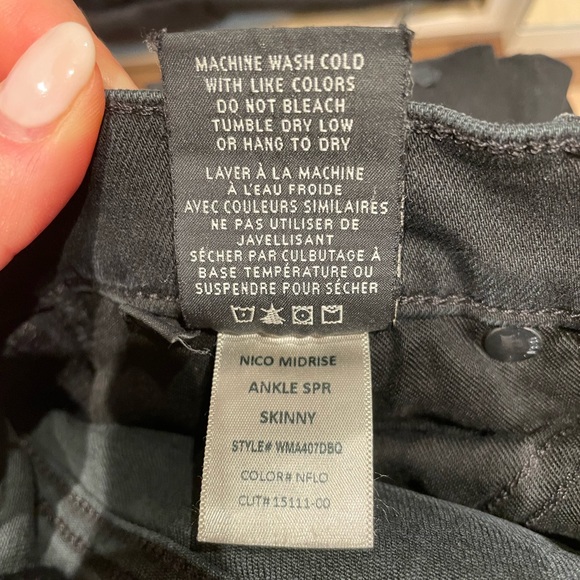 MACHINE WASH COLD
WITH LIKE COLORS
DO NOT BLEACH
TUMBLE DRY LOW
OR HANG TO DRY
LAVER À LA MACHINE
À L'EAU FROIDE
AVEC COULEURS SIMILAIRES
NE PAS UTILISER DE
JAVELLISANT
SÉCHER PAR CULBUTAGE À
BASE TEMPÉRATURE OU
SUSPENDRE POUR SÉCHER
NICO MIDRISE
ANKLE SPR
SKINNY
STYLE# WMA407DBQ
COLOR# NFLO
CUT# 15111-00